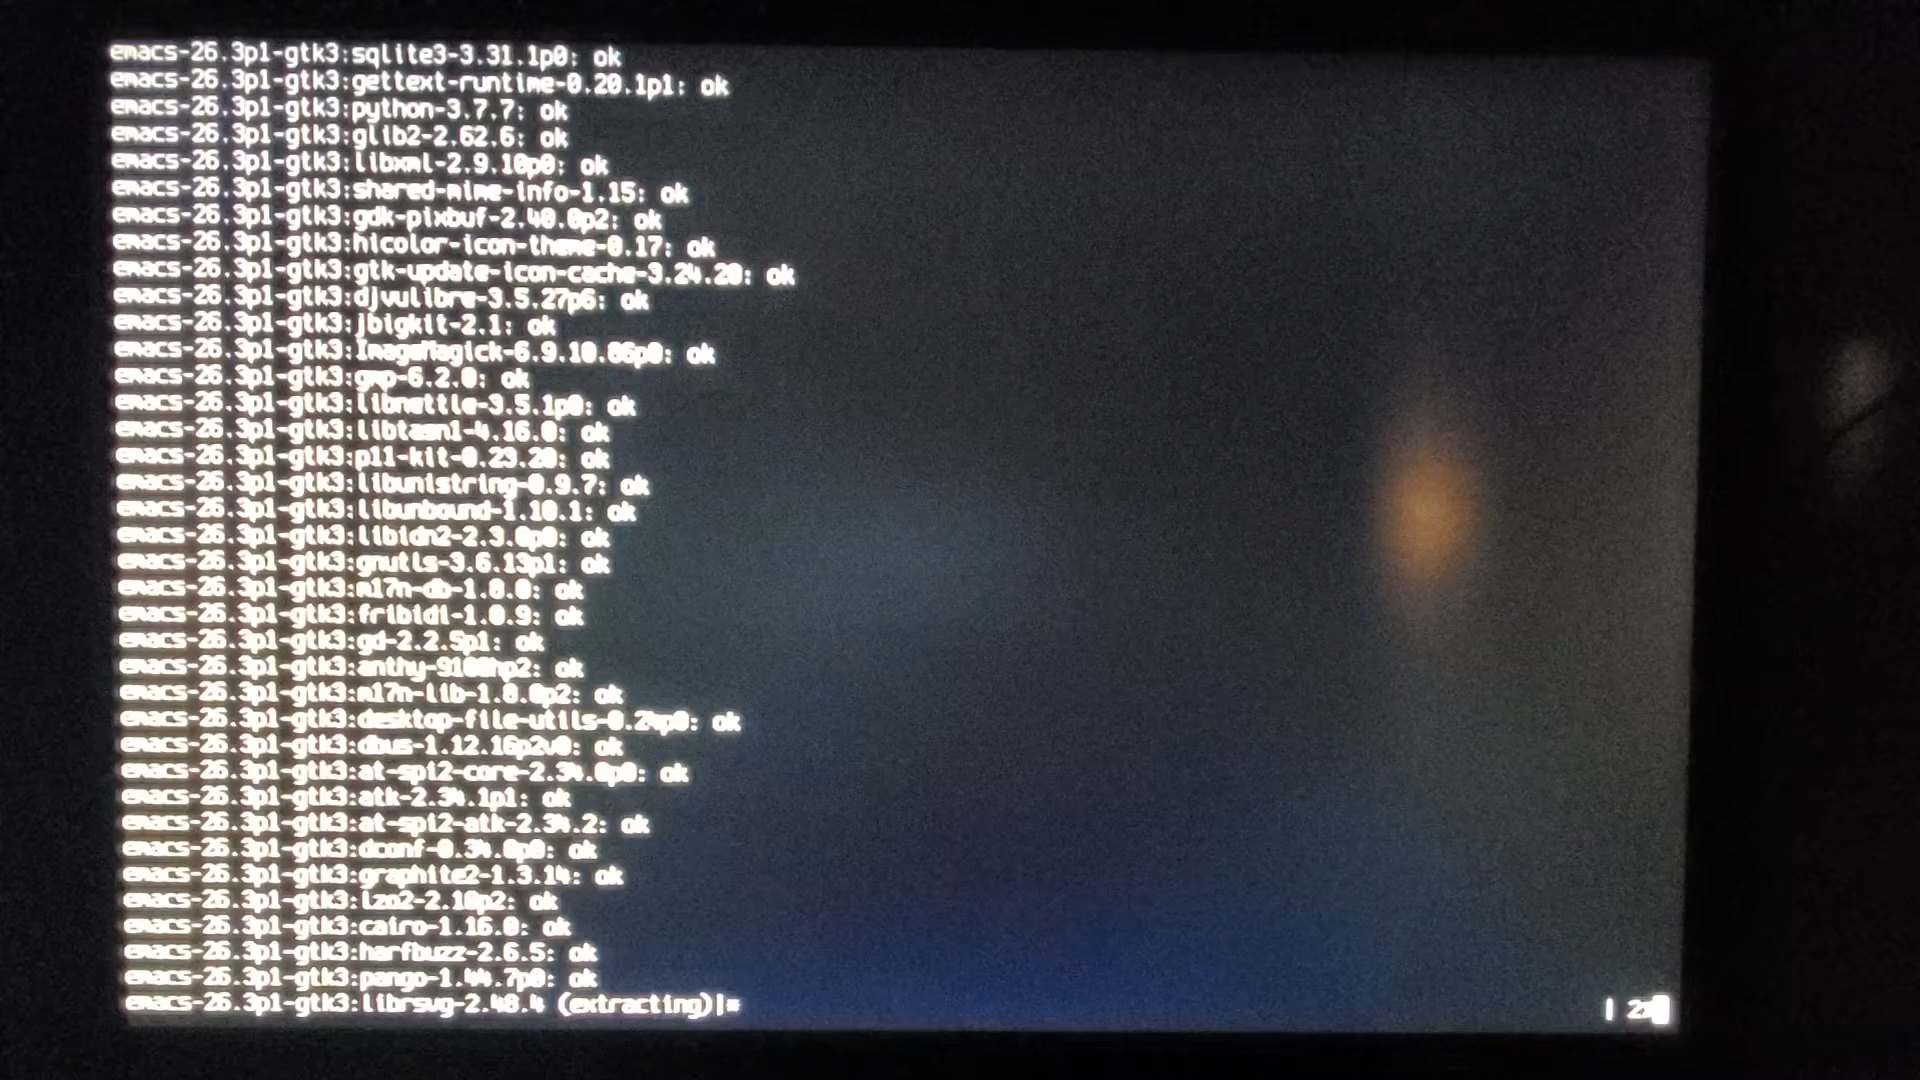 emacs-26.3p1-gtk3:sqlite3-3.31.1p0: ok
emacs-26.3p1-gtk3:gettext-runtime-0.20.1p1: ok
emacs-26.3p1-gtk3:python-3.7.7: ok
emacs-26.3p1-gtk3:glib2-2.62.6: ok
emacs-26.3p1-gtk3:libxml-2.9.10p0: ok
emacs-26.3p1-gtk3:shared-mime-info-1.15: ok
emacs-26.3p1-gtk3:gdk-pixbuf-2.40.0p2: ok
emacs-26.3p1-gtk3:hicolor-icon-theme-0.17: ok
emacs-26.3p1-gtk3:gtk-update-icon-cache-3.24.20: ok
emacs-26.3p1-gtk3:djvulibre-3.5.27p6: ok
emacs-26.3p1-gtk3:jbigkit-2.1: ok
emacs-26.3p1-gtk3:ImageMagick-6.9.10.86p0: ok
emacs-26.3p1-gtk3:gmp-6.2.0: ok
emacs-26.3p1-gtk3:libnettle-3.5.1p0: ok
emacs-26.3p1-gtk3:libtasn1-4.16.0: ok
emacs-26.3p1-gtk3:p11-kit-0.23.20: ok
emacs-26.3p1-gtk3:libunistring-0.9.7: ok
emacs-26.3p1-gtk3:libunbound-1.10.1: ok
emacs-26.3p1-gtk3:libidn2-2.3.0p0: ok
emacs-26.3p1-gtk3:gnutls-3.6.13p1: ok
emacs-26.3p1-gtk3:m17n-db-1.8.0: ok
emacs-26.3p1-gtk3:fribidi-1.0.9: ok
emacs-26.3p1-gtk3:gd-2.2.5p1: ok
emacs-26.3p1-gtk3:anthy-9100hp2: ok
emacs-26.3p1-gtk3:m17n-lib-1.8.0p2: ok
emacs-26.3p1-gtk3:desktop-file-utils-0.24p0: ok
emacs-26.3p1-gtk3:dbus-1.12.16p2v0: ok
emacs-26.3p1-gtk3:at-spi2-core-2.34.0p0: ok
emacs-26.3p1-gtk3:atk-2.34.1p1: ok
emacs-26.3p1-gtk3:at-spi2-atk-2.34.2: ok
emacs-26.3p1-gtk3:dconf-0.34.0p0: ok
emacs-26.3p1-gtk3:graphite2-1.3.14: ok
emacs-26.3p1-gtk3:lzo2-2.10p2: ok
emacs-26.3p1-gtk3:cairo-1.16.0: ok
emacs-26.3p1-gtk3:harfbuzz-2.6.5: ok
emacs-26.3p1-gtk3:pango-1.44.7p0: ok
emacs-26.3p1-gtk3:librsvg-2.48.4 (extracting)|* | 2%